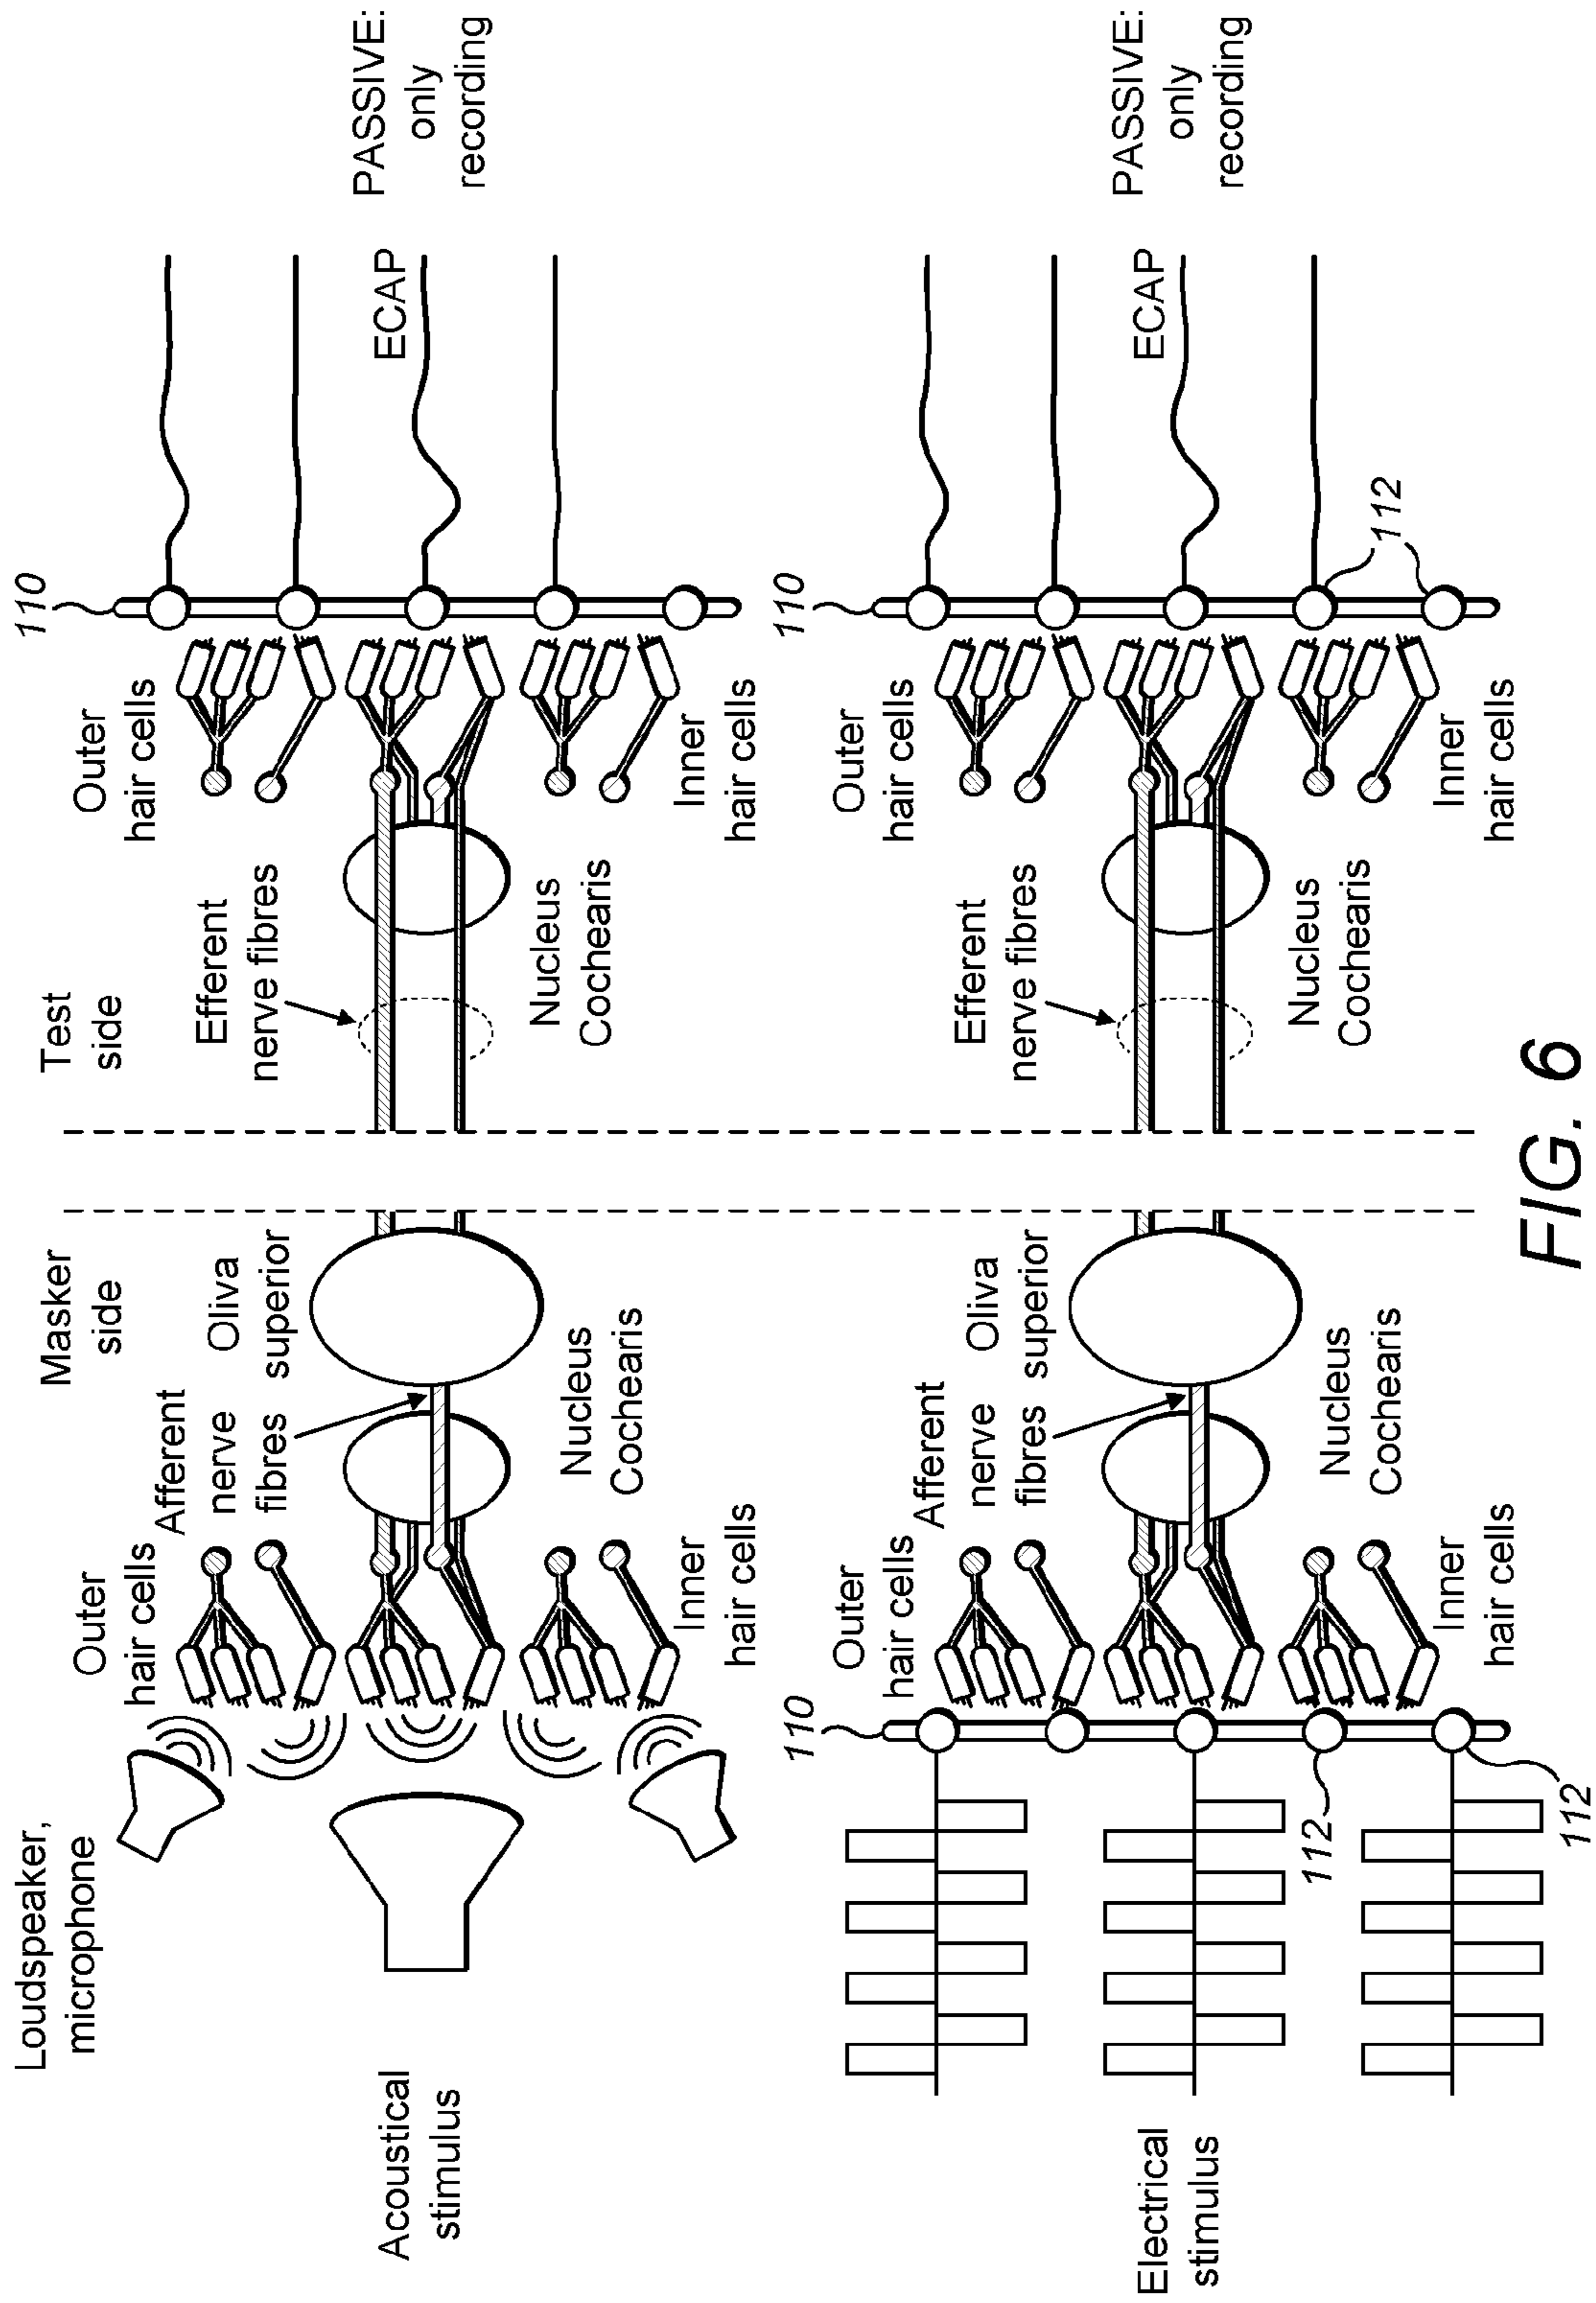 Loudspeaker,
microphone
Masker
side
Test
side
Acoustical
stimulus
Outer
hair cells
Afferent
nerve
fibres
Oliva
superior
Nucleus
Cochearis
Inner
hair cells
Efferent
nerve fibres
Nucleus
Cochearis
Outer
hair cells
Inner
hair cells
110
ECAP
PASSIVE:
only
recording
Electrical
stimulus
110
112
112
Outer
hair cells
Afferent
nerve
fibres
Oliva
superior
Nucleus
Cochearis
Inner
hair cells
Efferent
nerve fibres
Nucleus
Cochearis
Outer
hair cells
Inner
hair cells
110
112
ECAP
PASSIVE:
only
recording
FIG. 6